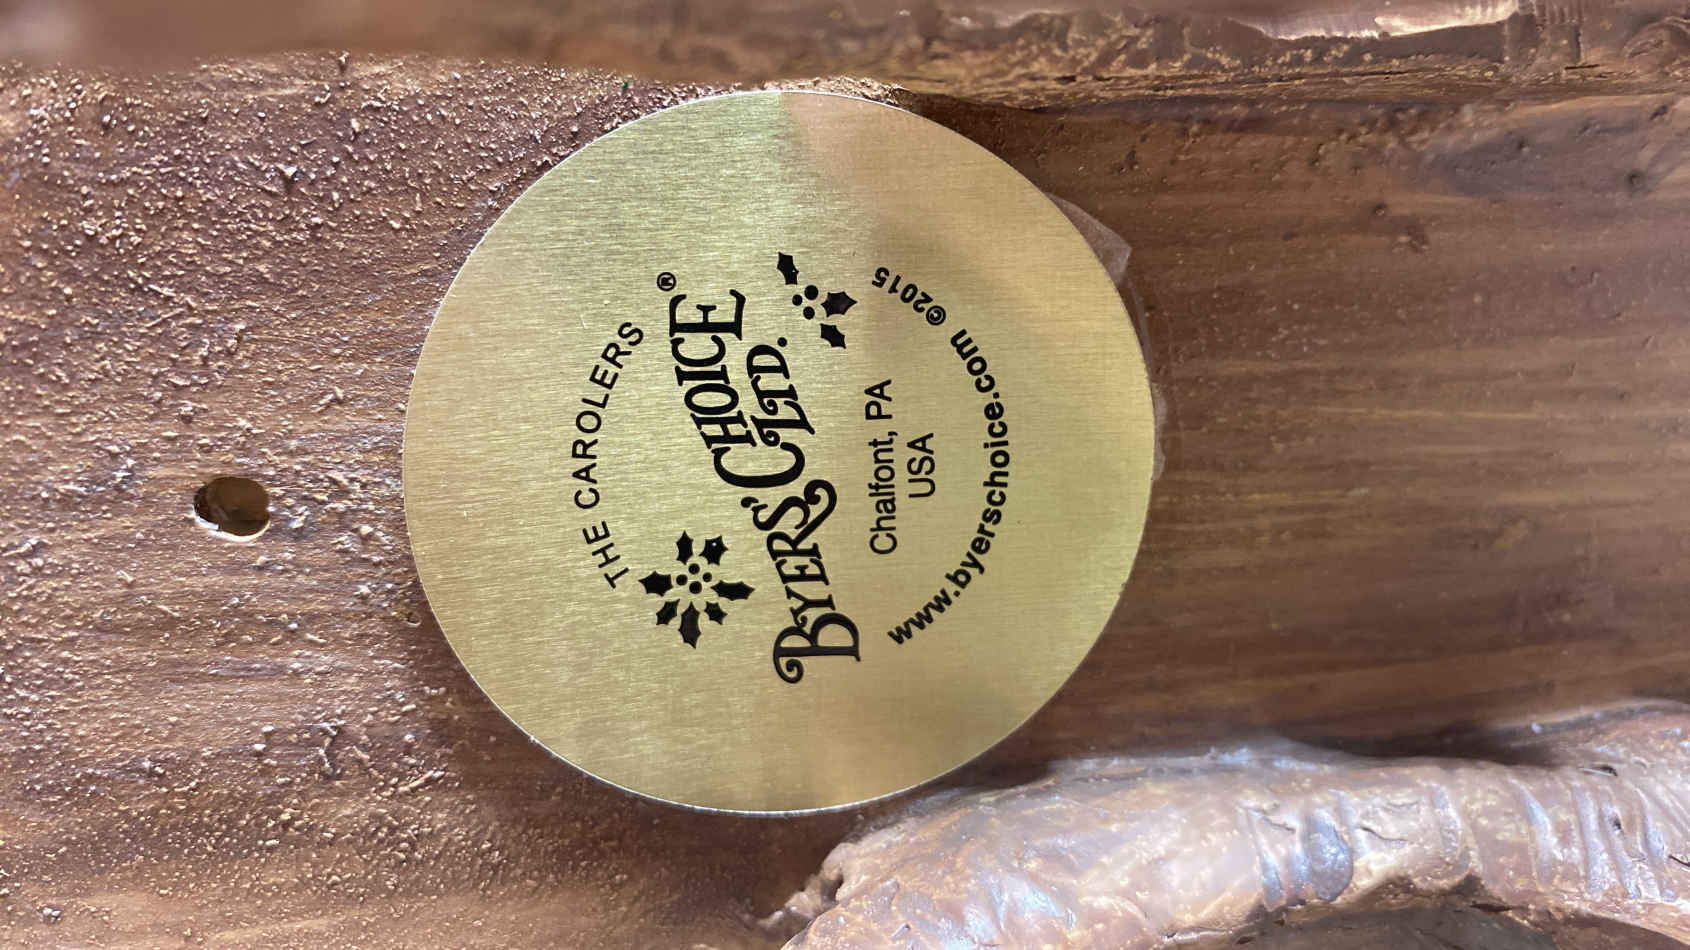 THE CAROLERS®
BYERS' CHOICE
LTD.
Chalfont, PA
USA
www.byerschoice.com ©2015